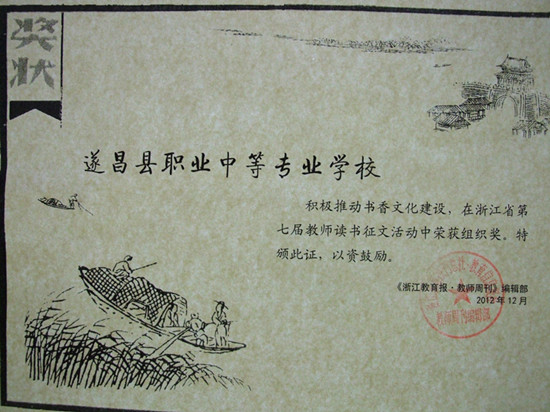 奖状
遂昌县职业中等专业学校
积极推动书香文化建设，在浙江省第
七届教师读书征文活动中荣获组织奖。特
颁此证，以资鼓励。
《浙江教育报·教师周刊》编辑部
2012年12月